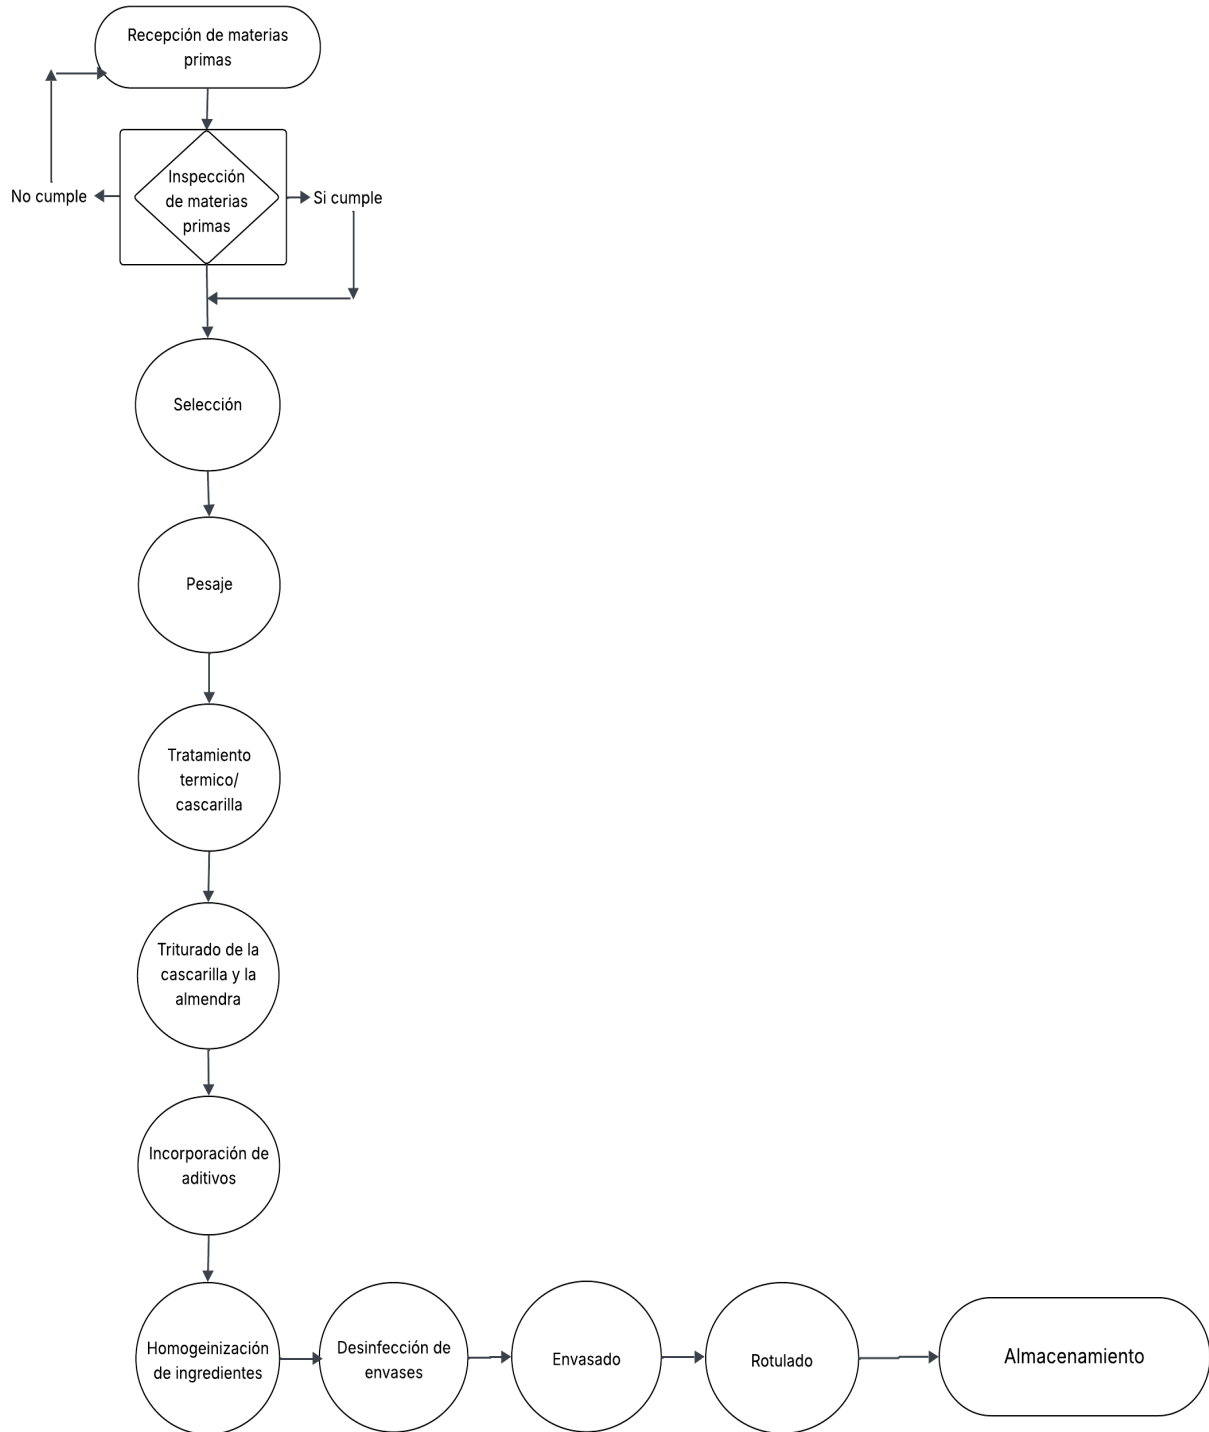 Recepción de materias
primas
Inspección
de materias
primas
No cumple
Si cumple
Selección
Pesaje
Tratamiento
termico/
cascarilla
Triturado de la
cascarilla y la
almendra
Incorporación de
aditivos
Homogeinización
de ingredientes
Desinfección de
envases
Envasado
Rotulado
Almacenamiento